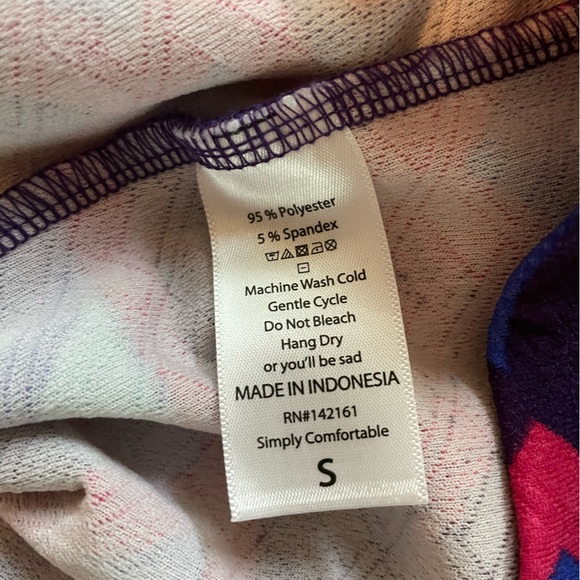 95 % Polyester
5 % Spandex
Machine Wash Cold
Gentle Cycle
Do Not Bleach
Hang Dry
or you'll be sad
MADE IN INDONESIA
RN#142161
Simply Comfortable
S